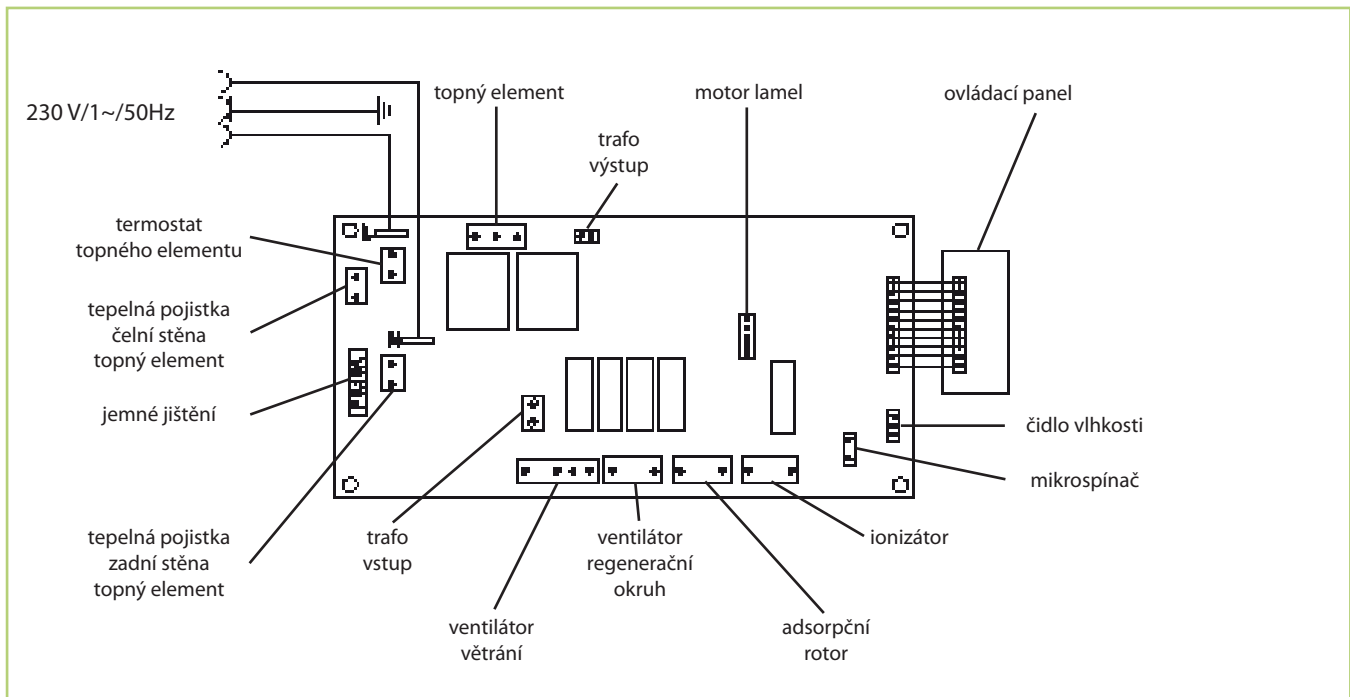 230 V/1~/50Hz
topný element
motor lamel
ovládací panel
trafo
výstup
termostat
topného elementu
tepelná pojistka
čelní stěna
topný element
jemné jištění
čidlo vlhkosti
mikrospínač
tepelná pojistka
zadní stěna
topný element
trafo
vstup
ventilátor
regenerační
okruh
ionizátor
ventilátor
větrání
adsorpční
rotor